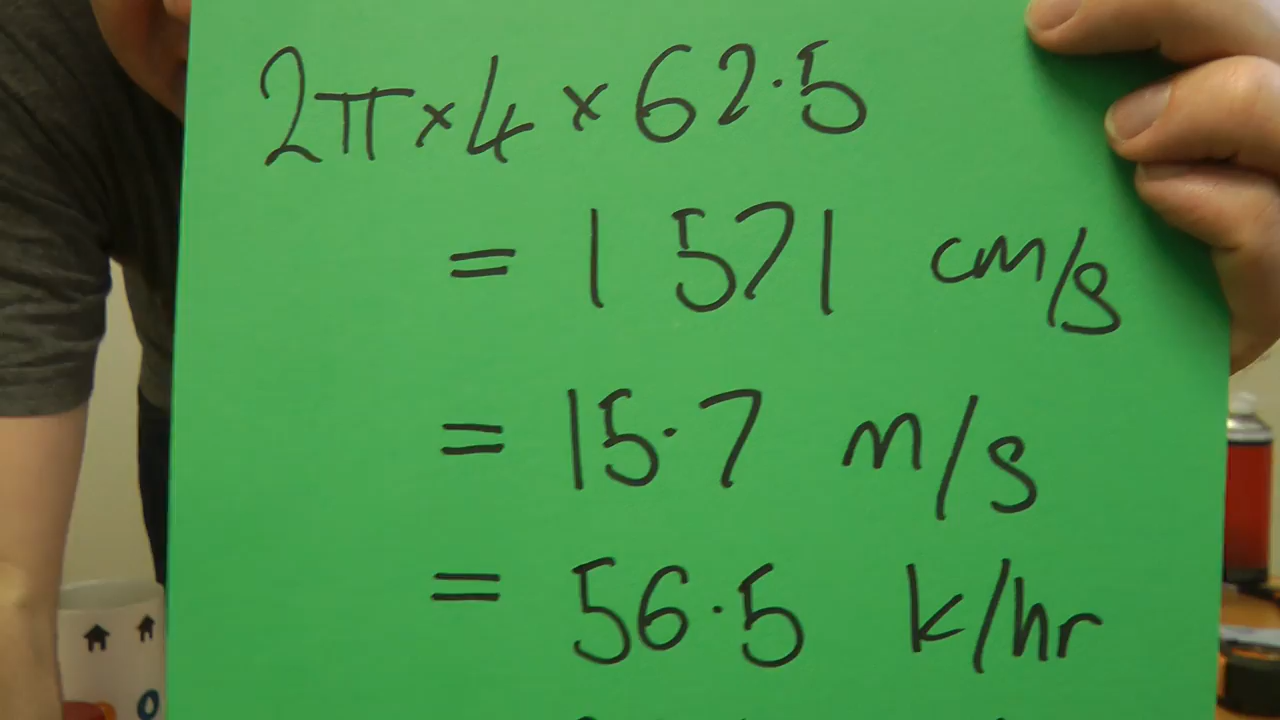 2π×4×62.5
= 1571 cm/s
= 15.7 m/s
= 56.5 k/hr